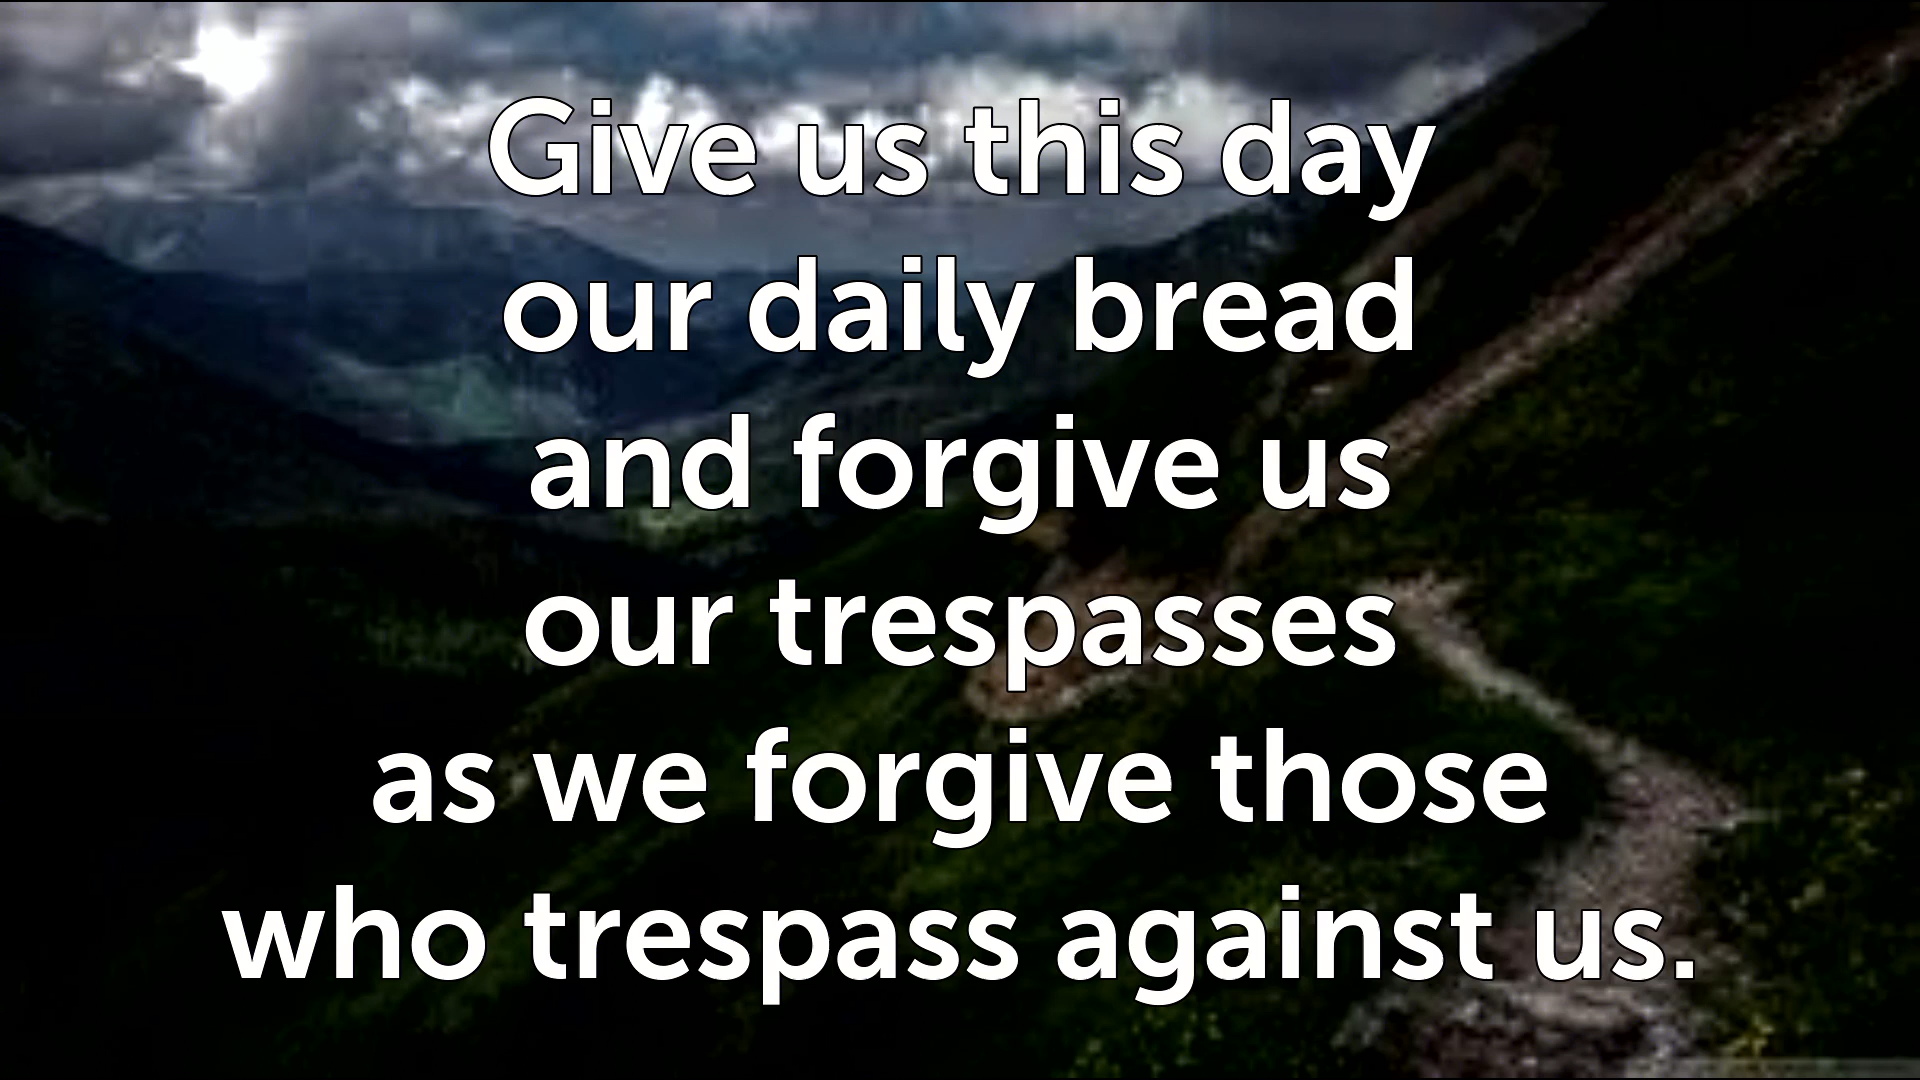 Give us this day
our daily bread
and forgive us
our trespasses
as we forgive those
who trespass against us.